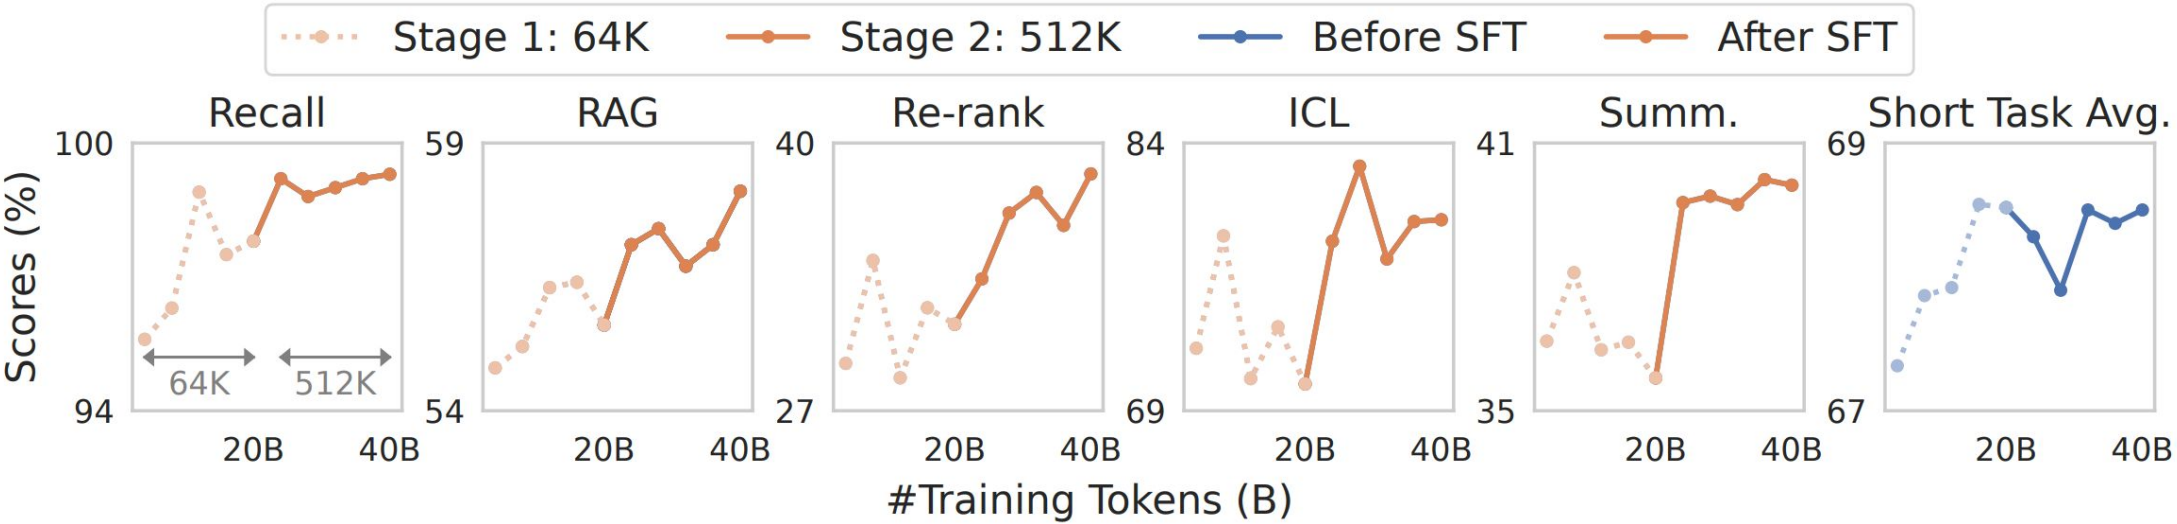 Stage 1: 64K Stage 2: 512K Before SFT After SFT
Recall RAG Re-rank ICL Summ. Short Task Avg.
100 59 40 84 41 69
Scores (%)
64K 512K
94 54 27 69 35 67
20B 40B 20B 40B 20B 40B 20B 40B 20B 40B 20B 40B
#Training Tokens (B)